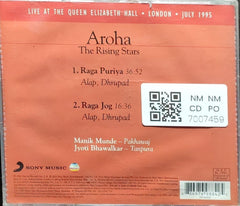 LIVE AT THE QUEEN ELIZABETH HALL • LONDON • JULY 1995
Aroha
The Rising Stars
1. Raga Puriya 36:52
Alap, Dhrupad
2. Raga Jog 16:36
Alap, Dhrupad
NM NM
CD PO
7007459
Manik Munde - Pakhawaj
Jyoti Bhawalkar - Tanpura
SONY MUSIC